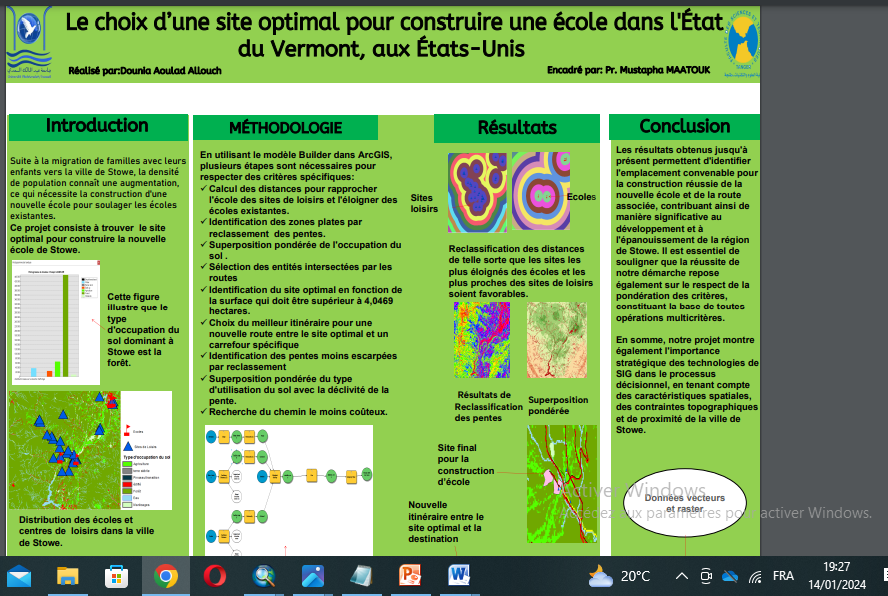 Le choix d'une site optimal pour construire une école dans l'État
du Vermont, aux États-Unis
Réalisé par:Dounia Aoulad Allouch
Encadré par: Pr. Mustapha MAATOUK
Introduction
Suite à la migration de familles avec leurs
enfants vers la ville de Stowe, la densité
de population connaît une augmentation,
ce qui nécessite la construction d'une
nouvelle école pour soulager les écoles
existantes.
Ce projet consiste à trouver le site
optimal pour construire la nouvelle
école de Stowe.
Cette figure
illustre que le
type
d'occupation du
sol dominant à
Stowe est la
forêt.
Type d'occupation du sol
Distribution des écoles et
centres de loisirs dans la ville
de Stowe.
MÉTHODOLOGIE
En utilisant le modèle Builder dans ArcGIS,
plusieurs étapes sont nécessaires pour
respecter des critères spécifiques:
✓ Calcul des distances pour rapprocher
l'école des sites de loisirs et l'éloigner des
écoles existantes.
✓ Identification des zones plates par
reclassement des pentes.
✓ Superposition pondérée de l'occupation du
sol .
✓ Sélection des entités intersectées par les
routes
✓ Identification du site optimal en fonction de
la surface qui doit être supérieur à 4,0469
hectares.
✓ Choix du meilleur itinéraire pour une
nouvelle route entre le site optimal et un
carrefour spécifique
✓ Identification des pentes moins escarpées
par reclassement
✓ Superposition pondérée du type
d'utilisation du sol avec la déclivité de la
pente.
✓ Recherche du chemin le moins coûteux.
Résultats
Sites
loisirs
Ecoles
Reclassification des distances
de telle sorte que les sites les
plus éloignés des écoles et les
plus proches des sites de loisirs
soient favorables.
Résultats de
Reclassification
des pentes
Superposition
pondérée
Site final
pour la
construction
d'école
Nouvelle
itinéraire entre le
site optimal et la
destination
Conclusion
Les résultats obtenus jusqu'à
présent permettent d'identifier
l'emplacement convenable pour
la construction réussie de la
nouvelle école et de la route
associée, contribuant ainsi de
manière significative au
développement et à
l'épanouissement de la région
de Stowe. Il est essentiel de
souligner que la réussite de
notre démarche repose
également sur le respect de la
pondération des critères,
constituant la base de toutes
opérations multicritères.
En somme, notre projet montre
également l'importance
stratégique des technologies de
SIG dans le processus
décisionnel, en tenant compte
des caractéristiques spatiales,
des contraintes topographiques
et de proximité de la ville de
Stowe.
Données vecteurs
et raster
Activer Windows
Accédez aux paramètres pour activer Windows.
20°C
FRA
19:27
14/01/2024